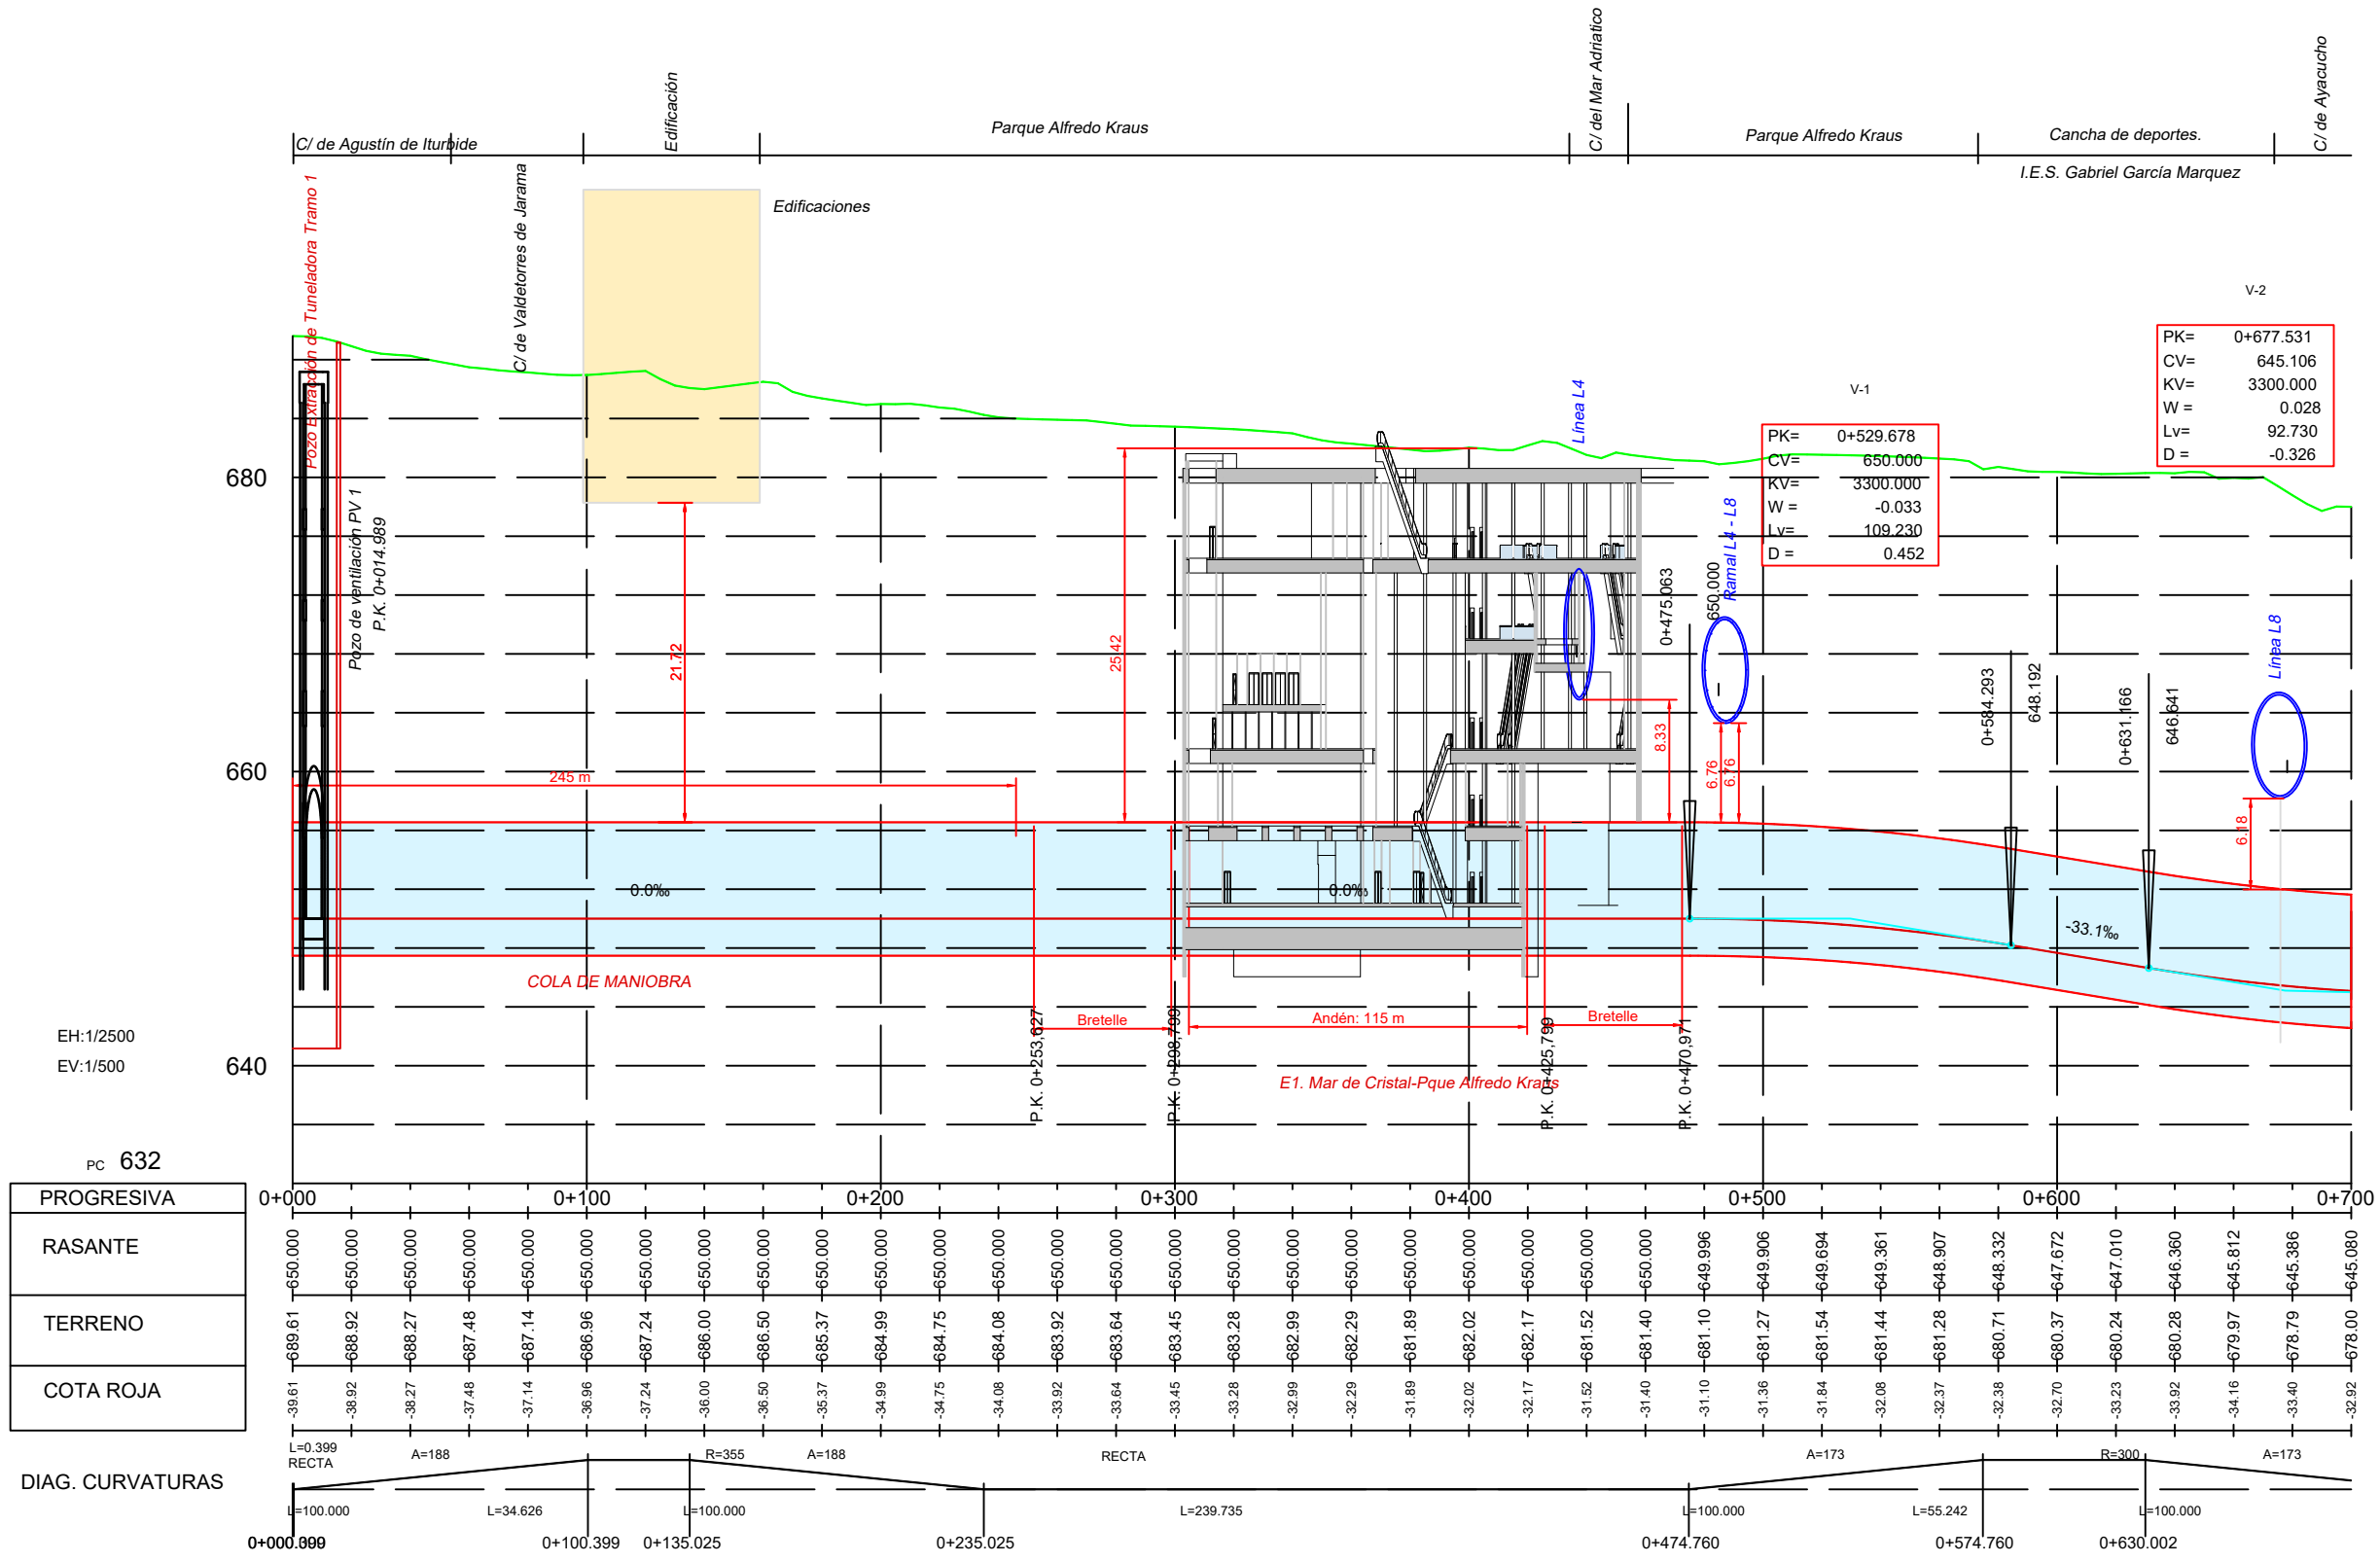 C/ de Agustín de Iturbide
Edificación
Parque Alfredo Kraus
C/ del Mar Adriatico
Parque Alfredo Kraus
Cancha de deportes.
C/ de Ayacucho
I.E.S. Gabriel García Marquez
Pozo Extracción de Tuneladora Tramo 1
C/ de Valdetorres de Jarama
Edificaciones
V-2
PK= 0+677.531
CV= 645.106
KV= 3300.000
W = 0.028
Lv= 92.730
D = -0.326
V-1
PK= 0+529.678
CV= 650.000
KV= 3300.000
W = -0.033
Lv= 109.230
D = 0.452
Línea L4
Ramal L4 - L8
Línea L8
680
Pozo de ventilación PV 1
P.K. 0+014.989
21.72
25.42
8.33
6.76
6.76
6.18
0+475.063
650.000
0+584.293
648.192
0+631.166
646.641
660
245 m
0.0‰
0.0‰
-33.1‰
COLA DE MANIOBRA
Bretelle
Andén: 115 m
Bretelle
P.K. 0+253,627
P.K. 0+298,799
P.K. 0+425,799
P.K. 0+470,971
E1. Mar de Cristal-Pque Alfredo Kraus
EH:1/2500
EV:1/500
640
PC 632
PROGRESIVA 0+000 0+100 0+200 0+300 0+400 0+500 0+600 0+700
RASANTE 650.000 650.000 650.000 650.000 650.000 650.000 650.000 650.000 650.000 650.000 650.000 650.000 650.000 650.000 650.000 650.000 650.000 650.000 650.000 650.000 650.000 650.000 650.000 650.000 649.996 649.906 649.694 649.361 648.907 648.332 647.672 647.010 646.360 645.812 645.386 645.080
TERRENO 689.61 688.92 688.27 687.48 687.14 686.96 687.24 686.00 686.50 685.37 684.99 684.75 684.08 683.92 683.64 683.45 683.28 682.99 682.29 681.89 682.02 682.17 681.52 681.40 681.10 681.27 681.54 681.44 681.28 680.71 680.37 680.24 680.28 679.97 678.79 678.00
COTA ROJA -39.61 -38.92 -38.27 -37.48 -37.14 -36.96 -37.24 -36.00 -36.50 -35.37 -34.99 -34.75 -34.08 -33.92 -33.64 -33.45 -33.28 -32.99 -32.29 -31.89 -32.02 -32.17 -31.52 -31.40 -31.10 -31.36 -31.84 -32.08 -32.37 -32.38 -32.70 -33.23 -33.92 -34.16 -33.40 -32.92
DIAG. CURVATURAS
L=0.399
RECTA A=188 R=355 A=188 RECTA A=173 R=300 A=173
L=100.000 L=34.626 L=100.000 L=239.735 L=100.000 L=55.242 L=100.000
0+100.399 0+135.025 0+235.025 0+474.760 0+574.760 0+630.002